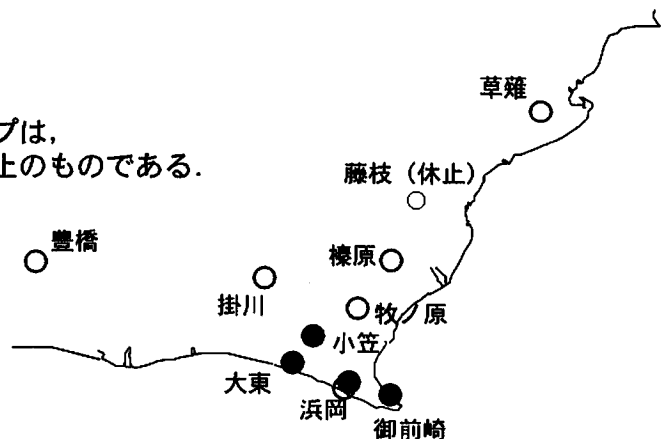 草薙
プは，
上のものである．
藤枝（休止）
豊橋
榛原
掛川
牧ノ原
小笠
大東
浜岡
御前崎